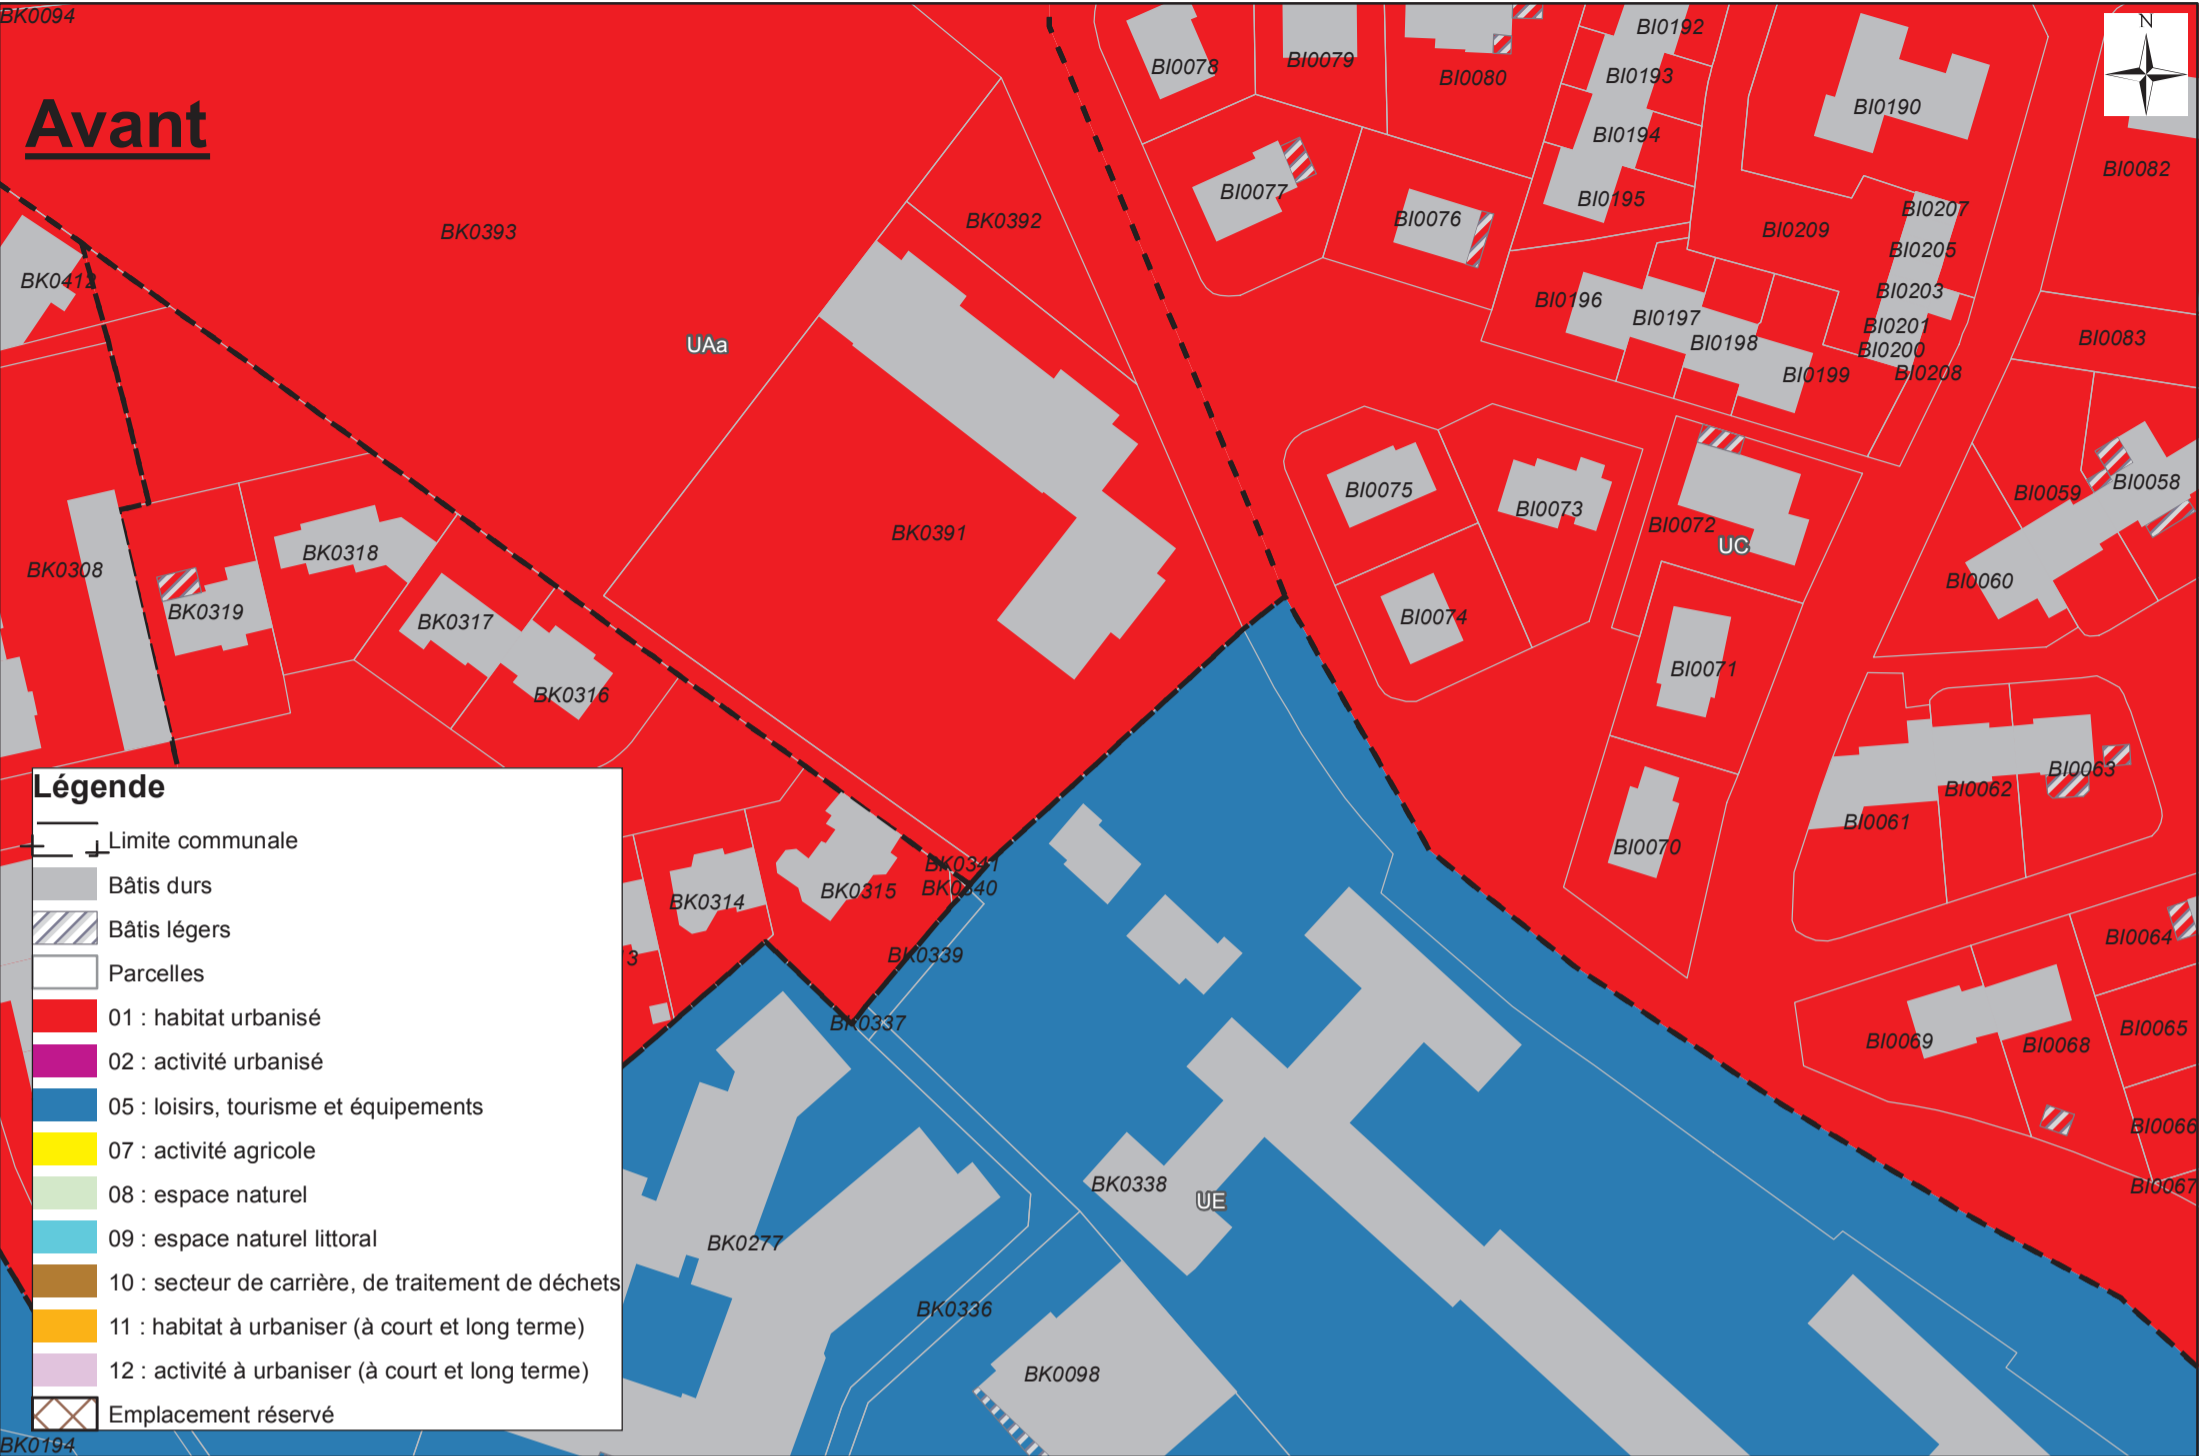 BK0094
N
Avant
BI0078
BI0079
BI0080
BI0192
BI0193
BI0194
BI0195
BI0190
BI0082
BI0077
BI0076
BI0207
BI0209
BI0205
BI0203
BI0201
BI0200
BI0208
BI0196
BI0197
BI0198
BI0199
BI0083
BK0393
BK0392
BK0412
UAa
BK0391
BI0075
BI0073
BI0072
UC
BI0074
BI0071
BI0070
BI0059
BI0058
BI0060
BI0063
BI0062
BI0061
BI0064
BI0065
BI0069
BI0068
BI0066
BI0067
BK0308
BK0318
BK0319
BK0317
BK0316
BK0314
BK0315
BK0341
BK0340
BK0339
BK0337
3
BK0338
UE
BK0277
BK0336
BK0098
BK0194
Légende
Limite communale
Bâtis durs
Bâtis légers
Parcelles
01 : habitat urbanisé
02 : activité urbanisé
05 : loisirs, tourisme et équipements
07 : activité agricole
08 : espace naturel
09 : espace naturel littoral
10 : secteur de carrière, de traitement de déchets
11 : habitat à urbaniser (à court et long terme)
12 : activité à urbaniser (à court et long terme)
Emplacement réservé